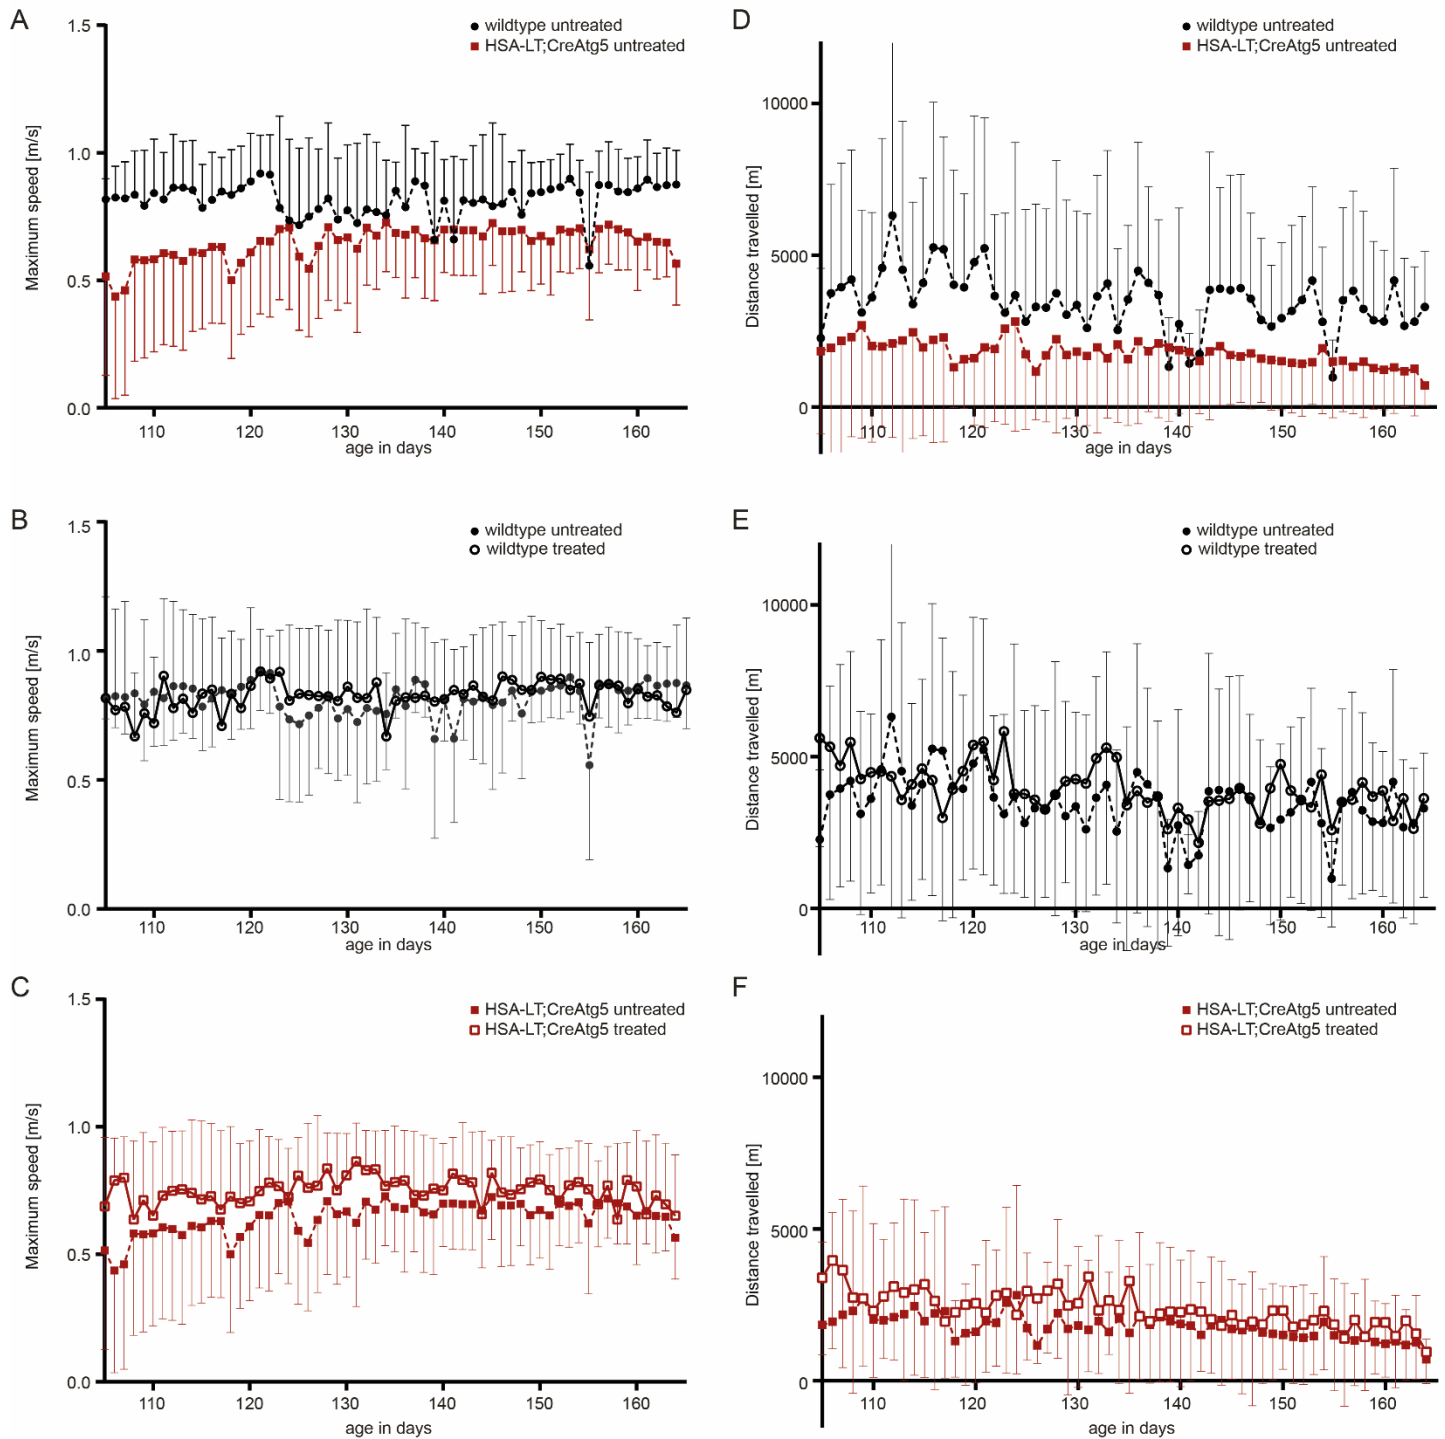 A
wildtype untreated
HSA-LT;CreAtg5 untreated
Maximum speed [m/s]
1.5
1.0
0.5
0.0
110 120 130 140 150 160
age in days
D
wildtype untreated
HSA-LT;CreAtg5 untreated
Distance travelled [m]
10000
5000
0
110 120 130 140 150 160
age in days
B
wildtype untreated
wildtype treated
Maximum speed [m/s]
1.5
1.0
0.5
0.0
110 120 130 140 150 160
age in days
E
wildtype untreated
wildtype treated
Distance travelled [m]
10000
5000
0
110 120 130 140 150 160
age in days
C
HSA-LT;CreAtg5 untreated
HSA-LT;CreAtg5 treated
Maximum speed [m/s]
1.5
1.0
0.5
0.0
110 120 130 140 150 160
age in days
F
HSA-LT;CreAtg5 untreated
HSA-LT;CreAtg5 treated
Distance travelled [m]
10000
5000
0
110 120 130 140 150 160
age in days